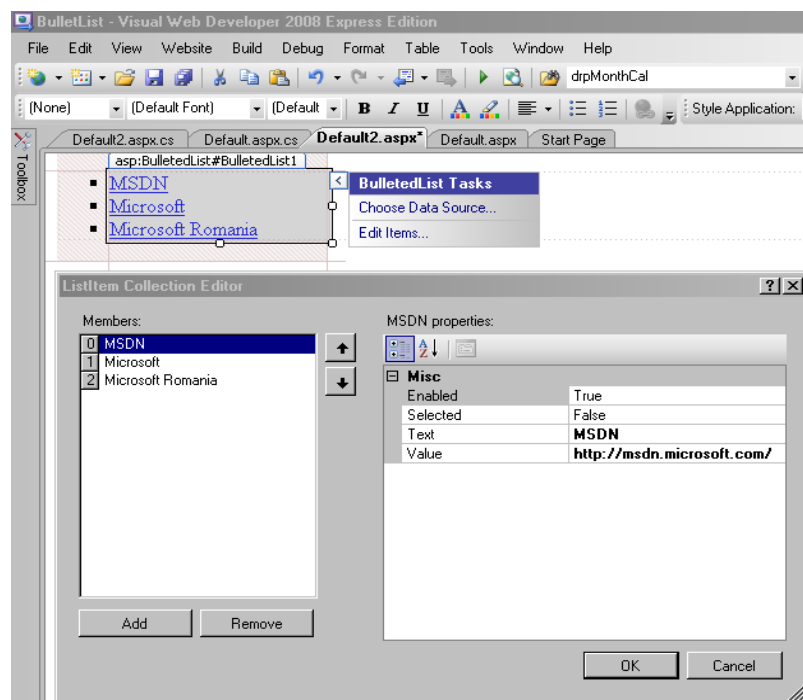 BulletList - Visual Web Developer 2008 Express Edition
File Edit View Website Build Debug Format Table Tools Window Help
drpMonthCal
(None) (Default Font) (Default B I U A Style Application:
Default2.aspx.cs Default.aspx.cs Default2.aspx* Default.aspx Start Page
Toolbox
asp:BulletedList#BulletedList1
MSDN
Microsoft
Microsoft Romania
BulletedList Tasks
Choose Data Source...
Edit Items...
ListItem Collection Editor
Members:
0 MSDN
1 Microsoft
2 Microsoft Romania
Add Remove
MSDN properties:
Misc
Enabled True
Selected False
Text MSDN
Value http://msdn.microsoft.com/
OK Cancel